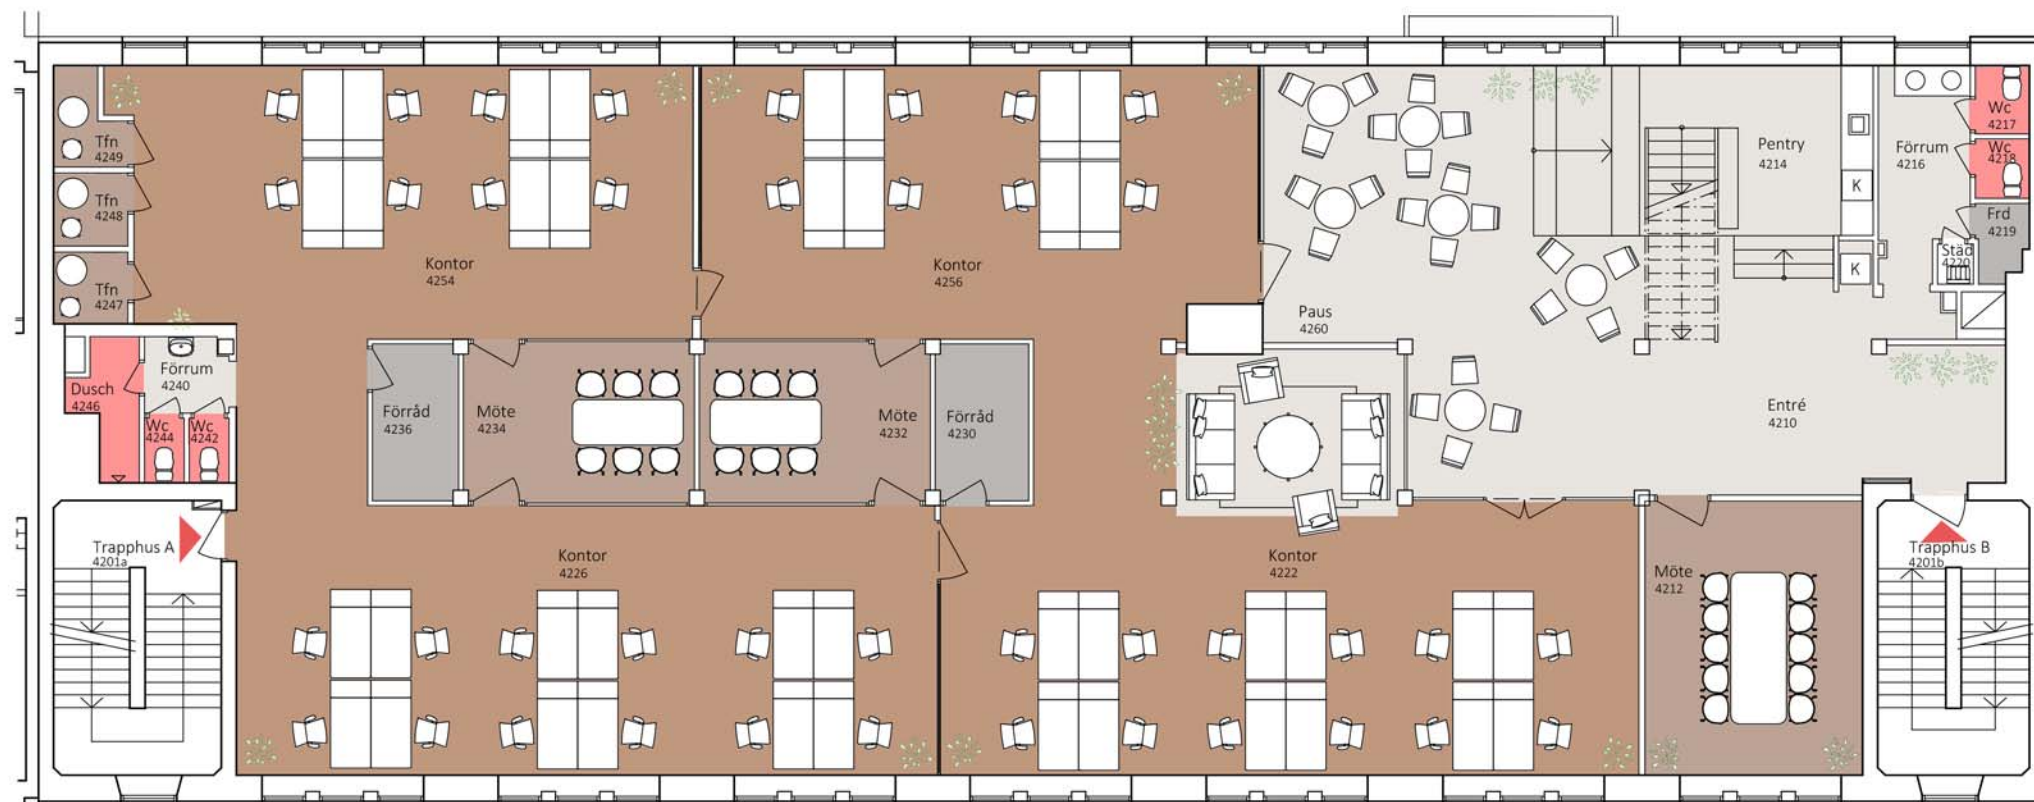 Tfn
4249
Tfn
4248
Tfn
4247
Kontor
4254
Kontor
4256
Paus
4260
Pentry
4214
K
K
Förrum
4216
Wc
4217
Wc
4218
Frd
4219
Städ
4220
Dusch
4246
Förrum
4240
Wc
4244
Wc
4242
Förråd
4236
Möte
4234
Möte
4232
Förråd
4230
Entré
4210
Trapphus A
4201a
Kontor
4226
Kontor
4222
Möte
4212
Trapphus B
4201b